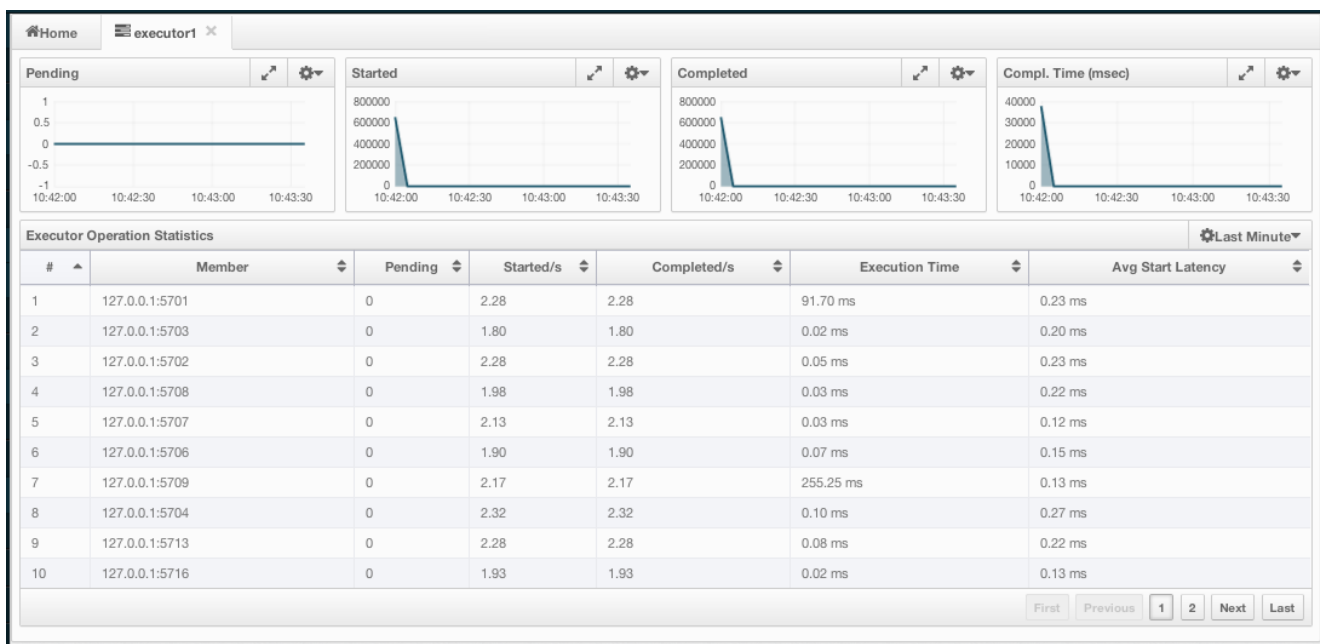 Home executor1
Pending Started Completed Compl. Time (msec)
1 800000 800000 40000
0.5 600000 600000 30000
0 400000 400000 20000
-0.5 200000 200000 10000
-1 0 0 0
10:42:00 10:42:30 10:43:00 10:43:30 10:42:00 10:42:30 10:43:00 10:43:30 10:42:00 10:42:30 10:43:00 10:43:30 10:42:00 10:42:30 10:43:00 10:43:30
Executor Operation Statistics Last Minute
# Member Pending Started/s Completed/s Execution Time Avg Start Latency
1 127.0.0.1:5701 0 2.28 2.28 91.70 ms 0.23 ms
2 127.0.0.1:5703 0 1.80 1.80 0.02 ms 0.20 ms
3 127.0.0.1:5702 0 2.28 2.28 0.05 ms 0.23 ms
4 127.0.0.1:5708 0 1.98 1.98 0.03 ms 0.22 ms
5 127.0.0.1:5707 0 2.13 2.13 0.03 ms 0.12 ms
6 127.0.0.1:5706 0 1.90 1.90 0.07 ms 0.15 ms
7 127.0.0.1:5709 0 2.17 2.17 255.25 ms 0.13 ms
8 127.0.0.1:5704 0 2.32 2.32 0.10 ms 0.27 ms
9 127.0.0.1:5713 0 2.28 2.28 0.08 ms 0.22 ms
10 127.0.0.1:5716 0 1.93 1.93 0.02 ms 0.13 ms
First Previous 1 2 Next Last